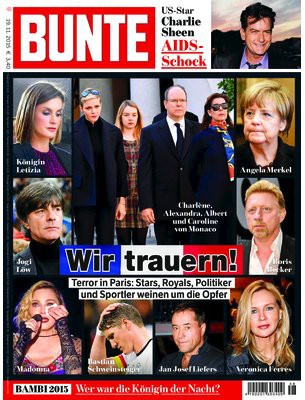 19.11.2015 € 3,40
BUNTE
US-Star
Charlie
Sheen
AIDS-
Schock
Königin
Letizia
Charlène,
Alexandra, Albert
und Caroline
von Monaco
Angela Merkel
Jogi
Löw
Boris
Becker
Wir trauern!
Terror in Paris: Stars, Royals, Politiker
und Sportler weinen um die Opfer
Madonna
Bastian
Schweinsteiger
Jan Josef Liefers
Veronica Ferres
BAMBI 2015
Wer war die Königin der Nacht?